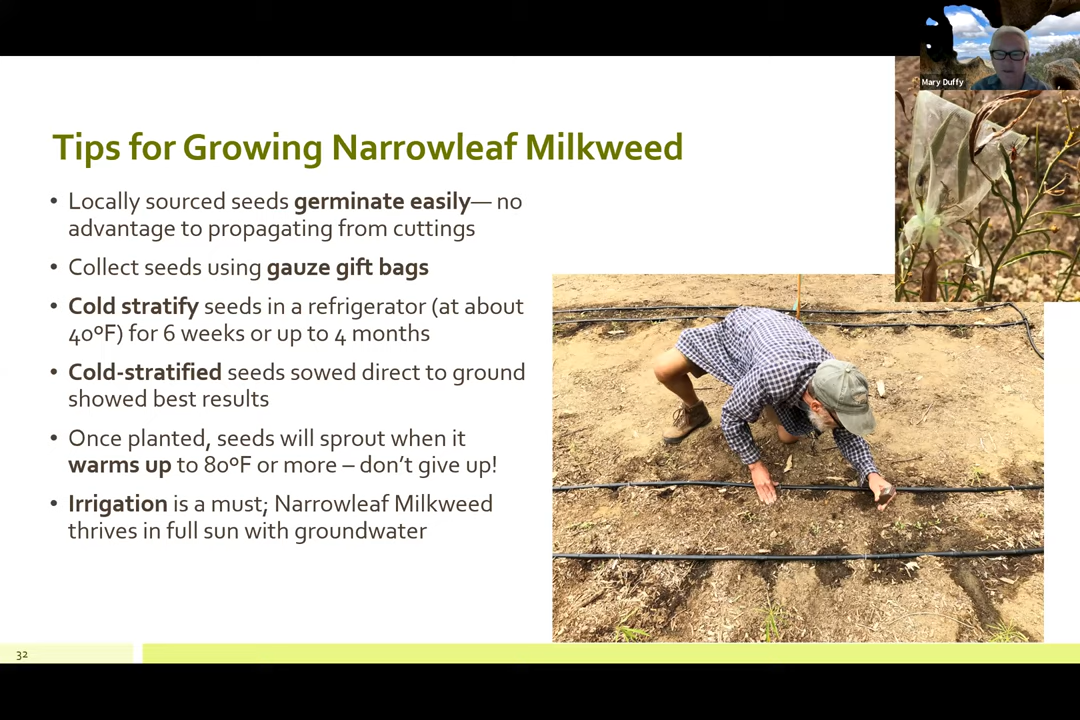 Mary Duffy
Tips for Growing Narrowleaf Milkweed
• Locally sourced seeds germinate easily— no
advantage to propagating from cuttings
• Collect seeds using gauze gift bags
• Cold stratify seeds in a refrigerator (at about
40ºF) for 6 weeks or up to 4 months
• Cold-stratified seeds sowed direct to ground
showed best results
• Once planted, seeds will sprout when it
warms up to 80ºF or more – don’t give up!
• Irrigation is a must; Narrowleaf Milkweed
thrives in full sun with groundwater
32